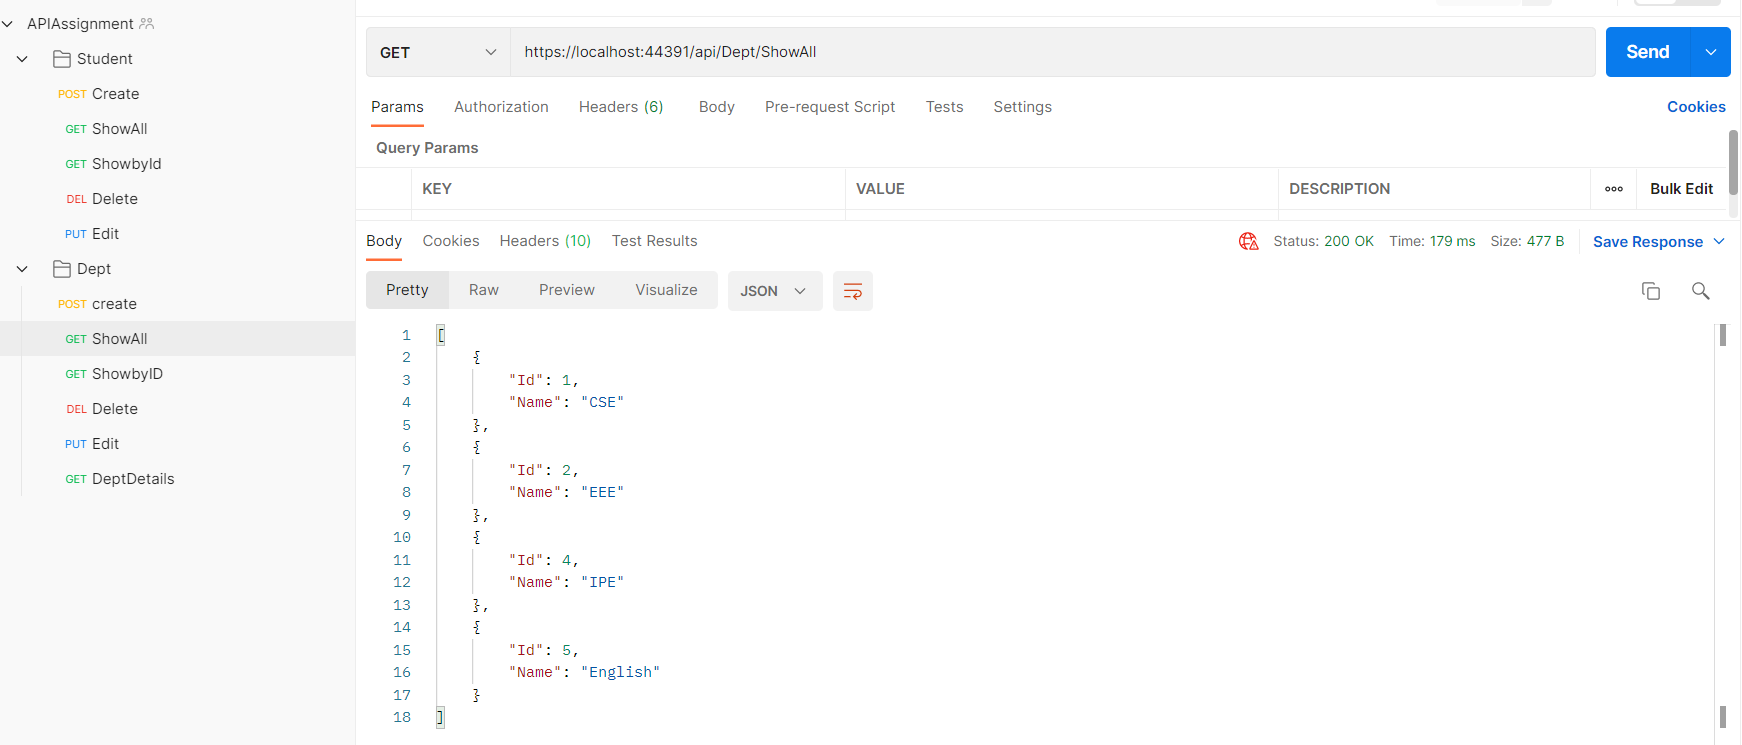 APIAssignment
Student
POST Create
GET ShowAll
GET ShowbyId
DEL Delete
PUT Edit
Dept
POST create
GET ShowAll
GET ShowbyID
DEL Delete
PUT Edit
GET DeptDetails
GET https://localhost:44391/api/Dept/ShowAll Send
Params Authorization Headers (6) Body Pre-request Script Tests Settings Cookies
Query Params
KEY VALUE DESCRIPTION ooo Bulk Edit
Body Cookies Headers (10) Test Results Status: 200 OK Time: 179 ms Size: 477 B Save Response
Pretty Raw Preview Visualize JSON
1 [
2 {
3 "Id": 1,
4 "Name": "CSE"
5 },
6 {
7 "Id": 2,
8 "Name": "EEE"
9 },
10 {
11 "Id": 4,
12 "Name": "IPE"
13 },
14 {
15 "Id": 5,
16 "Name": "English"
17 }
18 ]